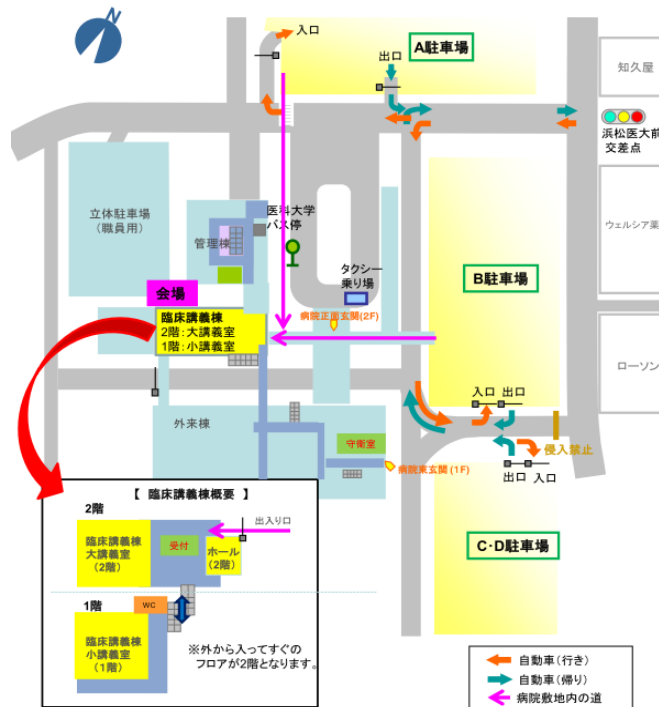 入口
A駐車場
出口
知久屋
浜松医大前
交差点
立体駐車場
（職員用）
医科大学
バス停
管理棟
ウェルシア薬
タクシー
乗り場
B駐車場
会場
病院正面玄関(2F)
臨床講義棟
2階：大講義室
1階：小講義室
ローソン
入口
出口
外来棟
守衛室
侵入禁止
病院東玄関(1F)
出口
入口
C・D駐車場
【 臨床講義棟概要 】
2階
出入り口
臨床講義棟
大講義室
（2階）
受付
ホール
（2階）
1階
WC
臨床講義棟
小講義室
（1階）
※外から入ってすぐの
フロアが2階となります。
自動車（行き）
自動車（帰り）
病院敷地内の道